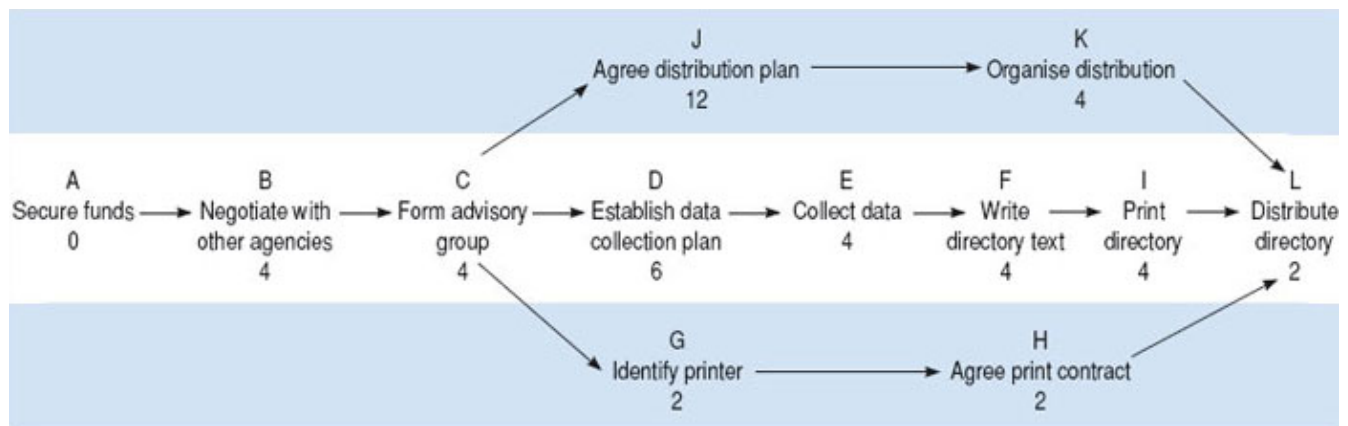 J
Agree distribution plan
12
K
Organise distribution
4
A
Secure funds
0
B
Negotiate with
other agencies
4
C
Form advisory
group
4
D
Establish data
collection plan
6
E
Collect data
4
F
Write
directory text
4
I
Print
directory
4
L
Distribute
directory
2
G
Identify printer
2
H
Agree print contract
2